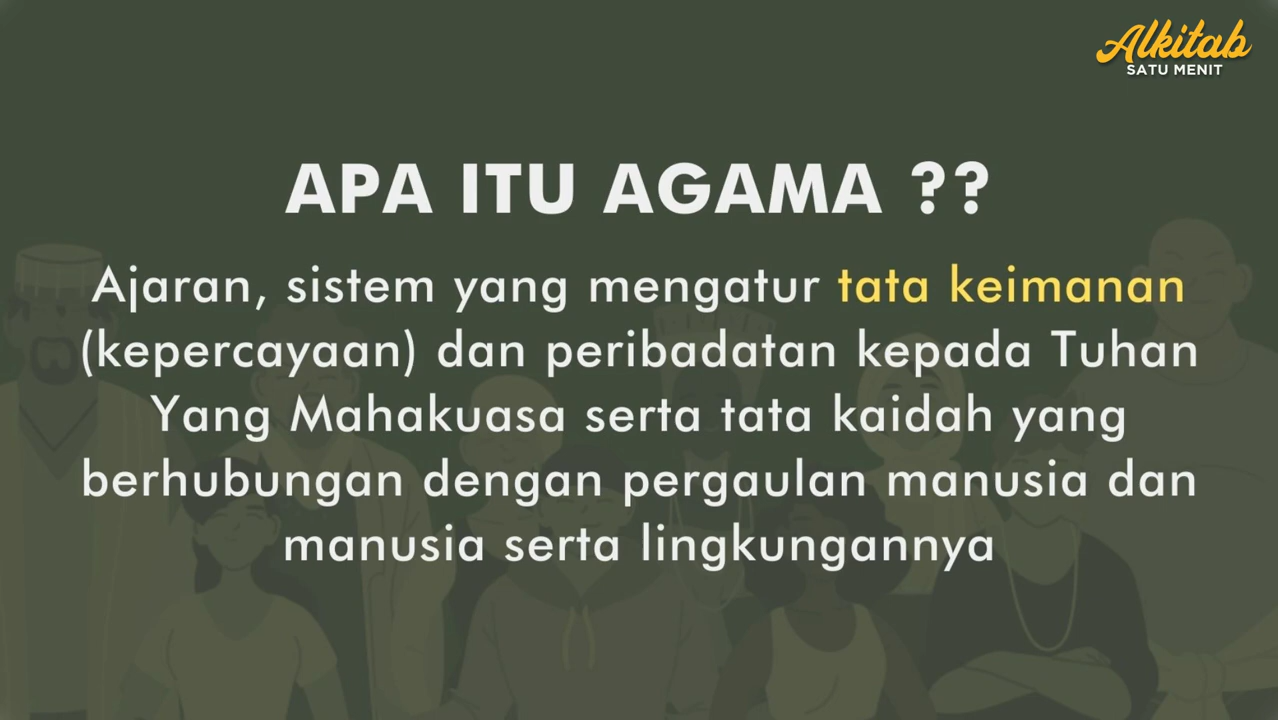 Alkitab
SATU MENIT
APA ITU AGAMA ??
Ajaran, sistem yang mengatur tata keimanan
(kepercayaan) dan peribadatan kepada Tuhan
Yang Mahakuasa serta tata kaidah yang
berhubungan dengan pergaulan manusia dan
manusia serta lingkungannya